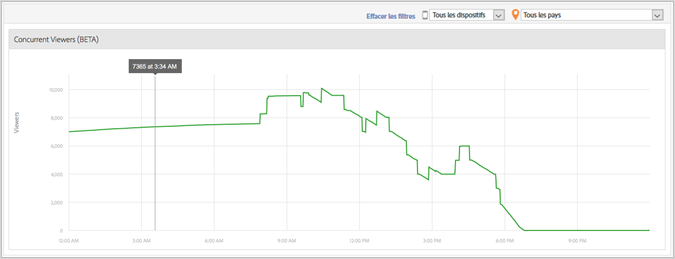 Effacer les filtres
Tous les dispositifs
Tous les pays
Concurrent Viewers (BETA)
7365 at 3:34 AM
Viewers
10,000
8,000
6,000
4,000
2,000
0
12:00 AM
3:00 AM
6:00 AM
9:00 AM
12:00 PM
3:00 PM
6:00 PM
9:00 PM